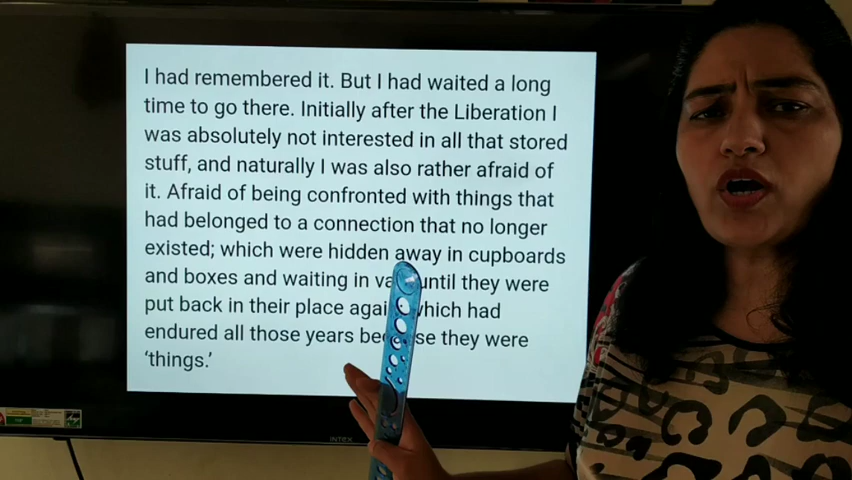 I had remembered it. But I had waited a long
time to go there. Initially after the Liberation I
was absolutely not interested in all that stored
stuff, and naturally I was also rather afraid of
it. Afraid of being confronted with things that
had belonged to a connection that no longer
existed; which were hidden away in cupboards
and boxes and waiting in until they were
put back in their place which had
endured all those years they were
‘things.’
INTEX